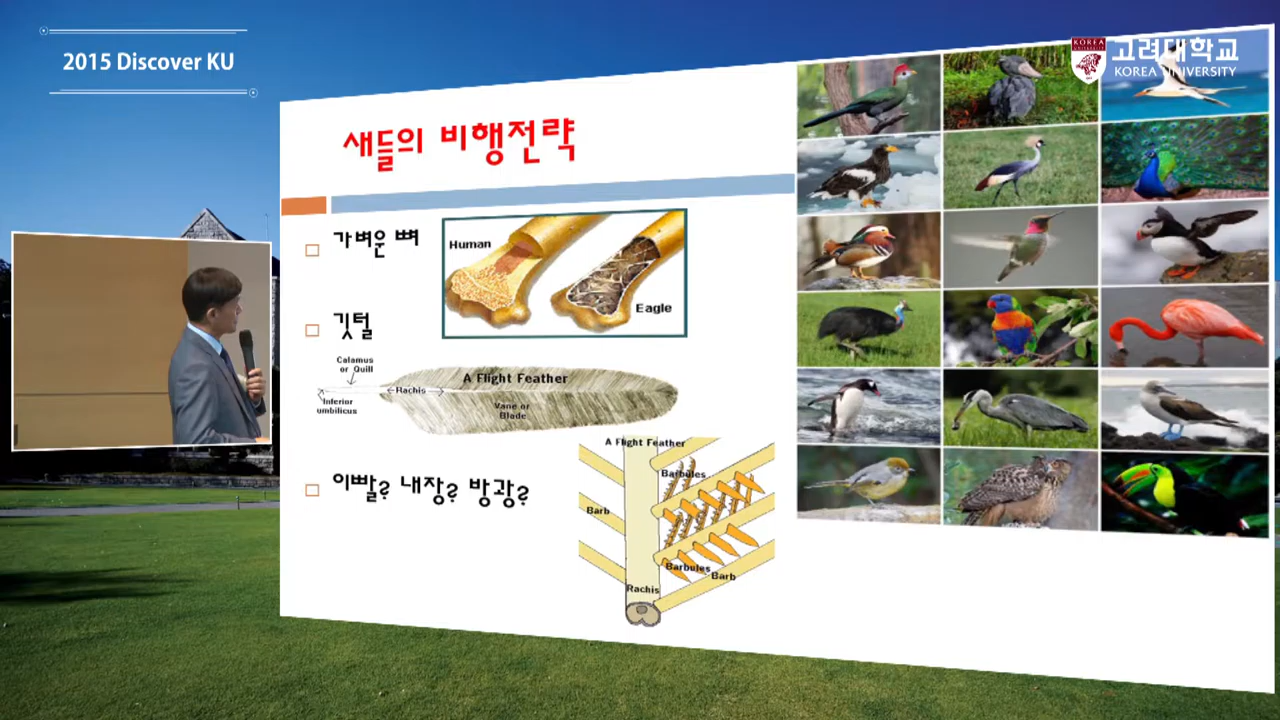 2015 Discover KU
KOREA
고려대학교
KOREA UNIVERSITY
새들의 비행전략
가벼운 뼈
Human
Eagle
깃털
Calamus
or Quill
Rachis
A Flight Feather
Inferior
umbilicus
Vane or
Blade
이빨? 내장? 방광?
A Flight Feather
Barbules
Barb
Barbules
Barb
Rachis